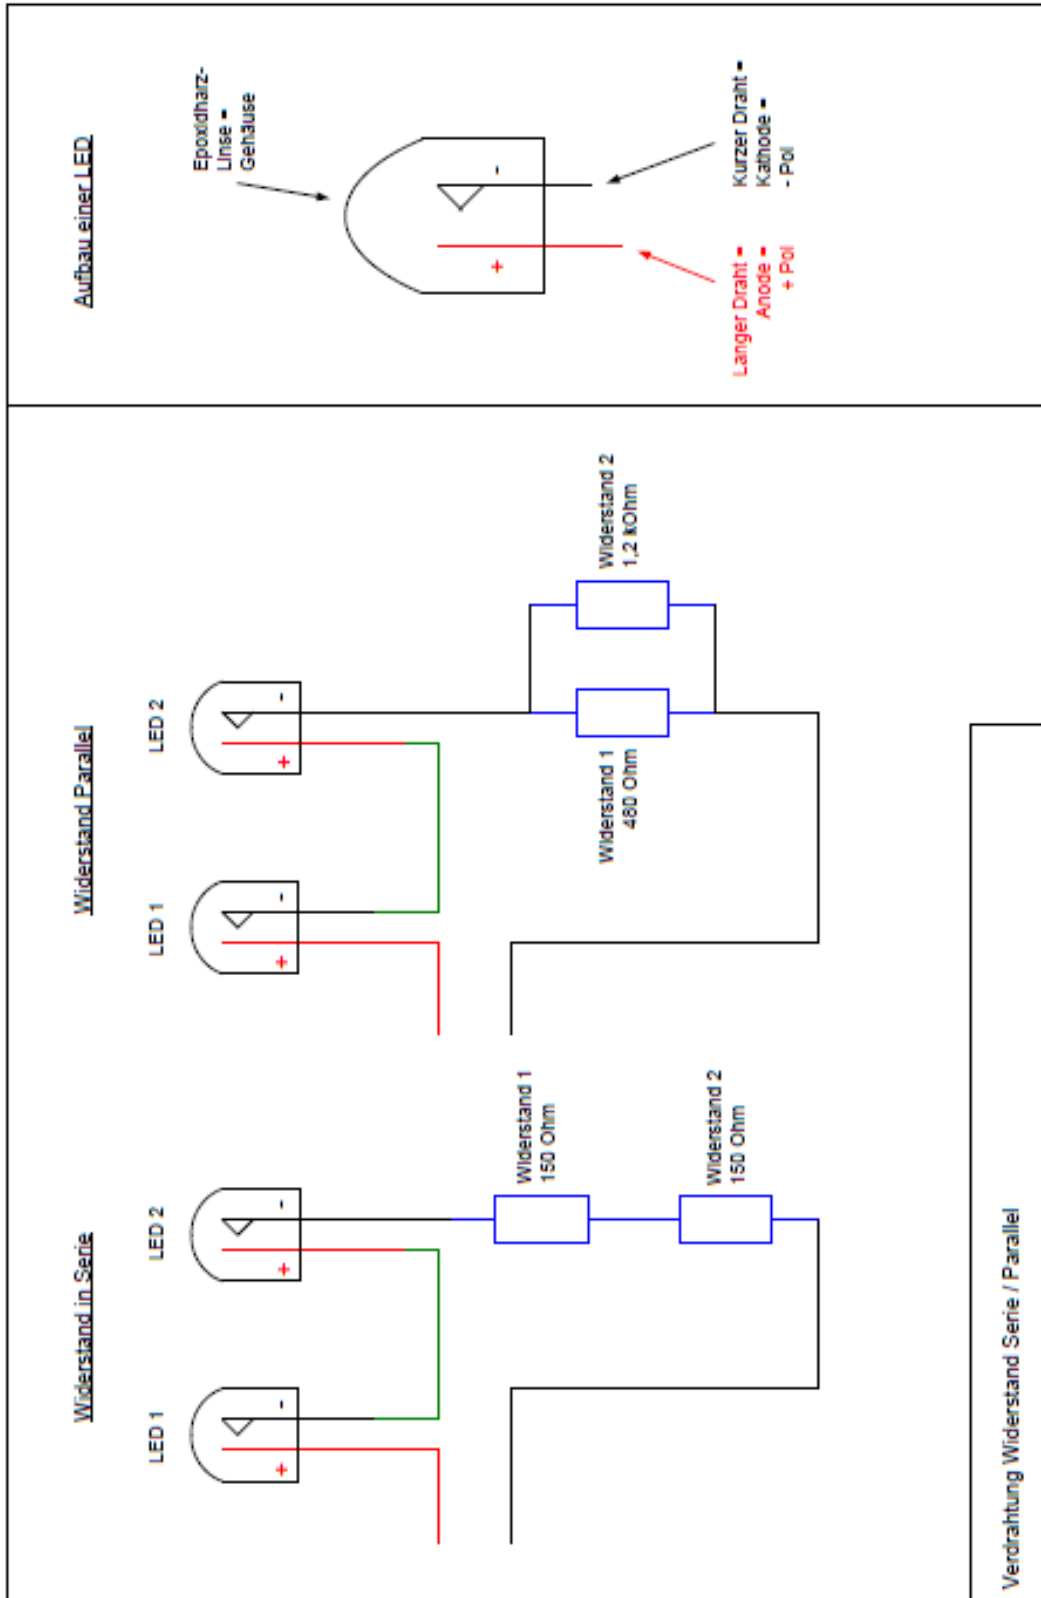 Widerstand in Serie
LED 1
+
-
LED 2
+
-
Widerstand 1
150 Ohm
Widerstand 2
150 Ohm
Widerstand Parallel
LED 1
+
-
LED 2
+
-
Widerstand 1
480 Ohm
Widerstand 2
1,2 kOhm
Aufbau einer LED
Epoxidharz-
Linse =
Gehäuse
+
-
Langer Draht =
Anode =
+ Pol
Kurzer Draht =
Kathode =
- Pol
Verdrahtung Widerstand Serie / Parallel